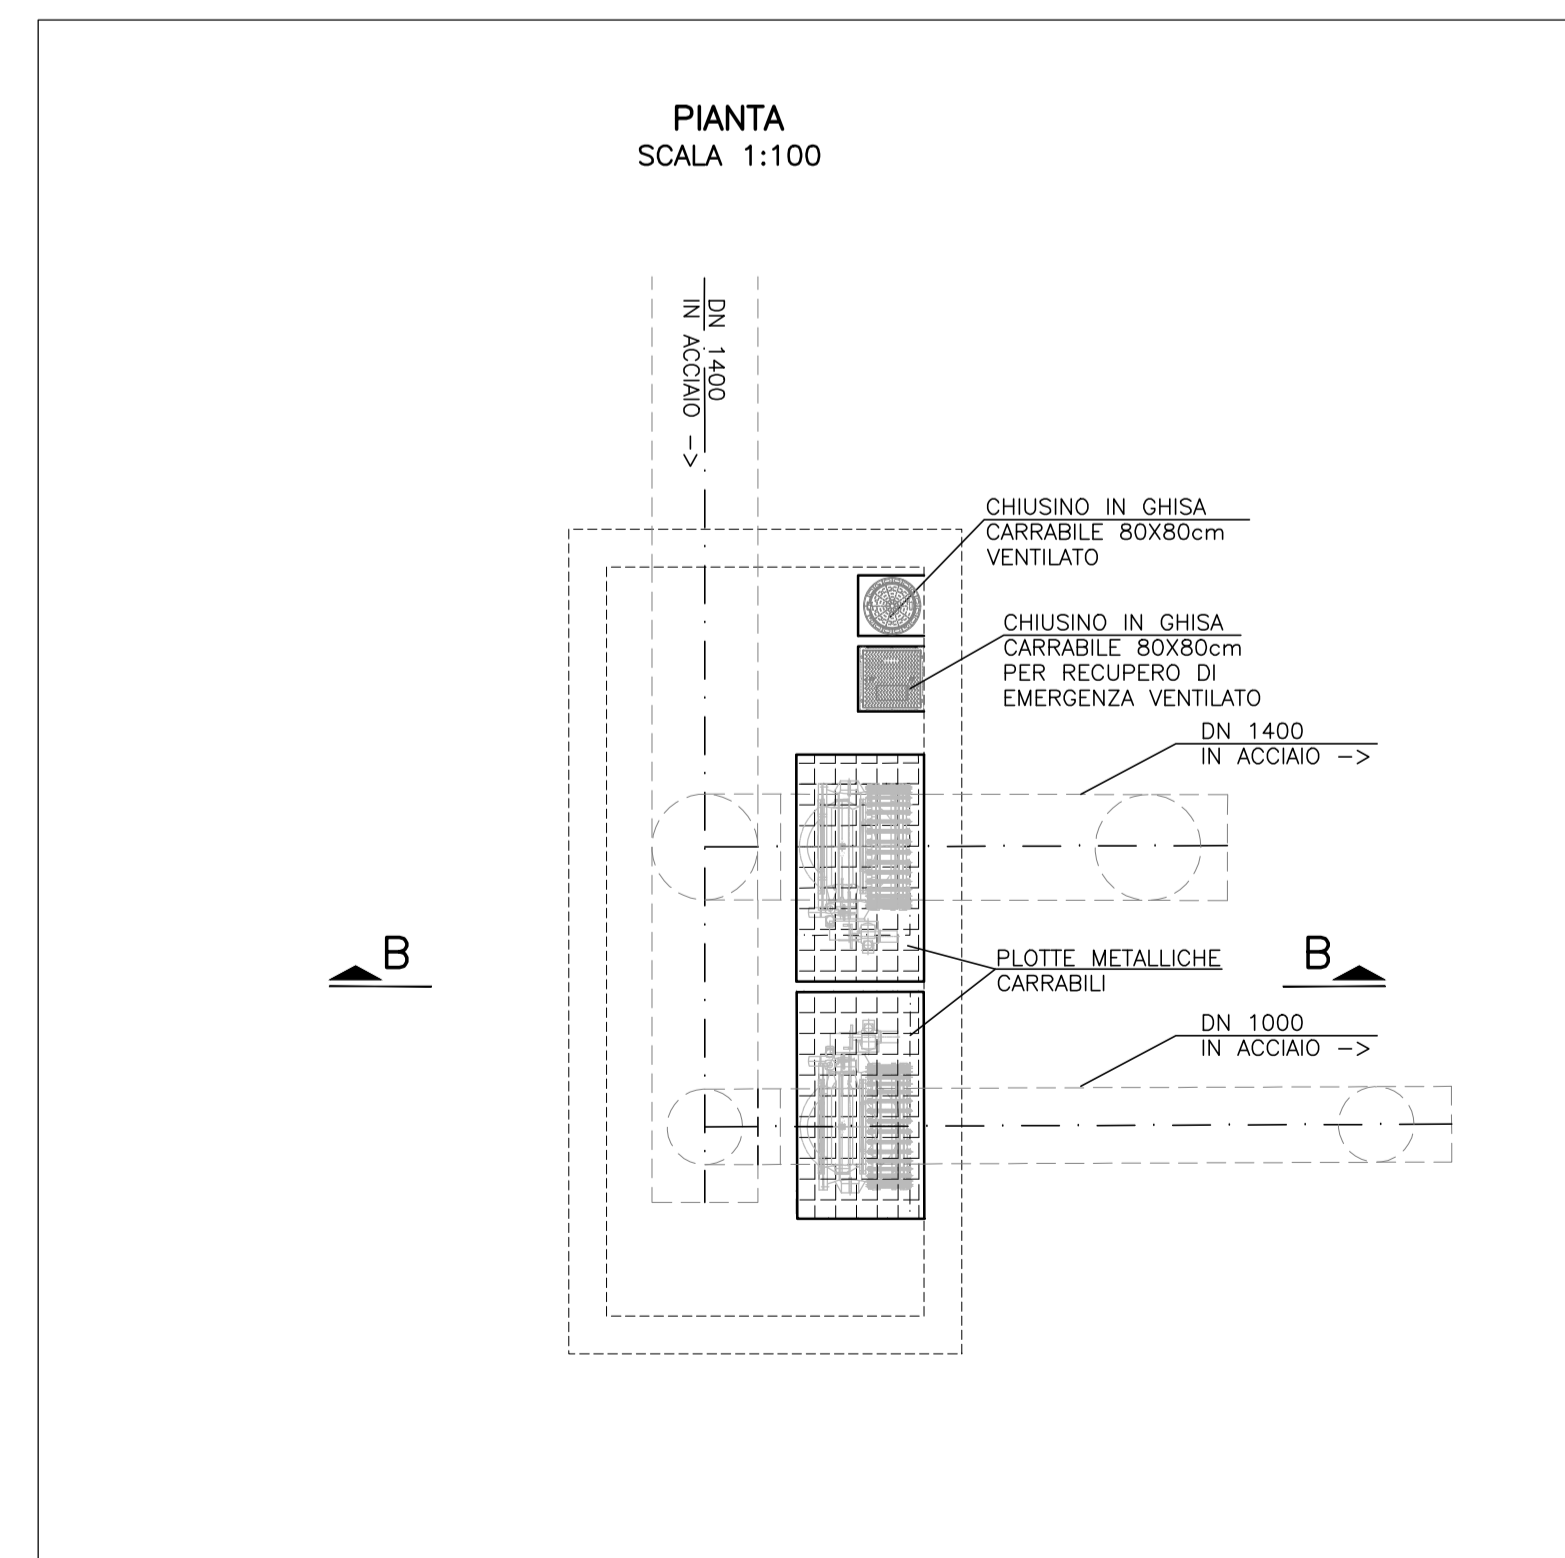 PIANTA
SCALA 1:100
DN 1400
IN ACCIAIO ->
CHIUSINO IN GHISA
CARRABILE 80X80cm
VENTILATO
CHIUSINO IN GHISA
CARRABILE 80X80cm
PER RECUPERO DI
EMERGENZA VENTILATO
DN 1400
IN ACCIAIO ->
B
B
PLOTTE METALLICHE
CARRABILI
DN 1000
IN ACCIAIO ->